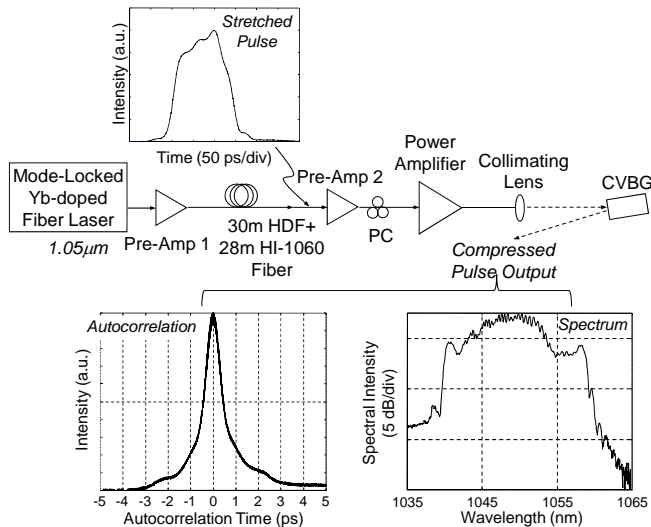 Stretched
Pulse
Intensity (a.u.)
Time (50 ps/div)
Mode-Locked
Yb-doped
Fiber Laser
1.05μm
Pre-Amp 1
30m HDF+
28m HI-1060
Fiber
Pre-Amp 2
PC
Power
Amplifier
Collimating
Lens
CVBG
Compressed
Pulse Output
Autocorrelation
Intensity (a.u.)
-5 -4 -3 -2 -1 0 1 2 3 4 5
Autocorrelation Time (ps)
Spectrum
Spectral Intensity
(5 dB/div)
1035 1045 1055 1065
Wavelength (nm)